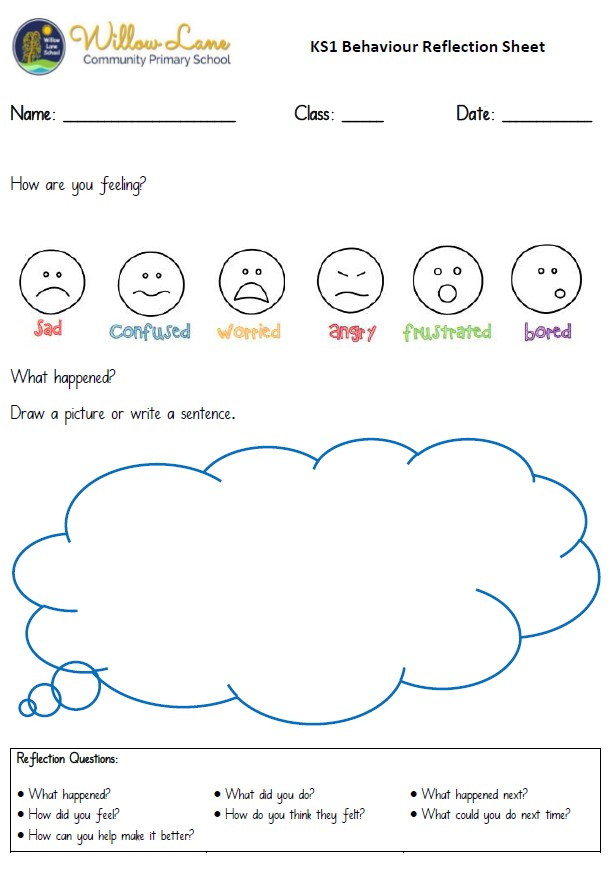 Willow Lane School
Willow Lane
Community Primary School
KS1 Behaviour Reflection Sheet
Name: ____________________ Class: _____ Date: ___________
How are you feeling?
sad confused worried angry frustrated bored
What happened?
Draw a picture or write a sentence.
Reflection Questions:
• What happened? • What did you do? • What happened next?
• How did you feel? • How do you think they felt? • What could you do next time?
• How can you help make it better?